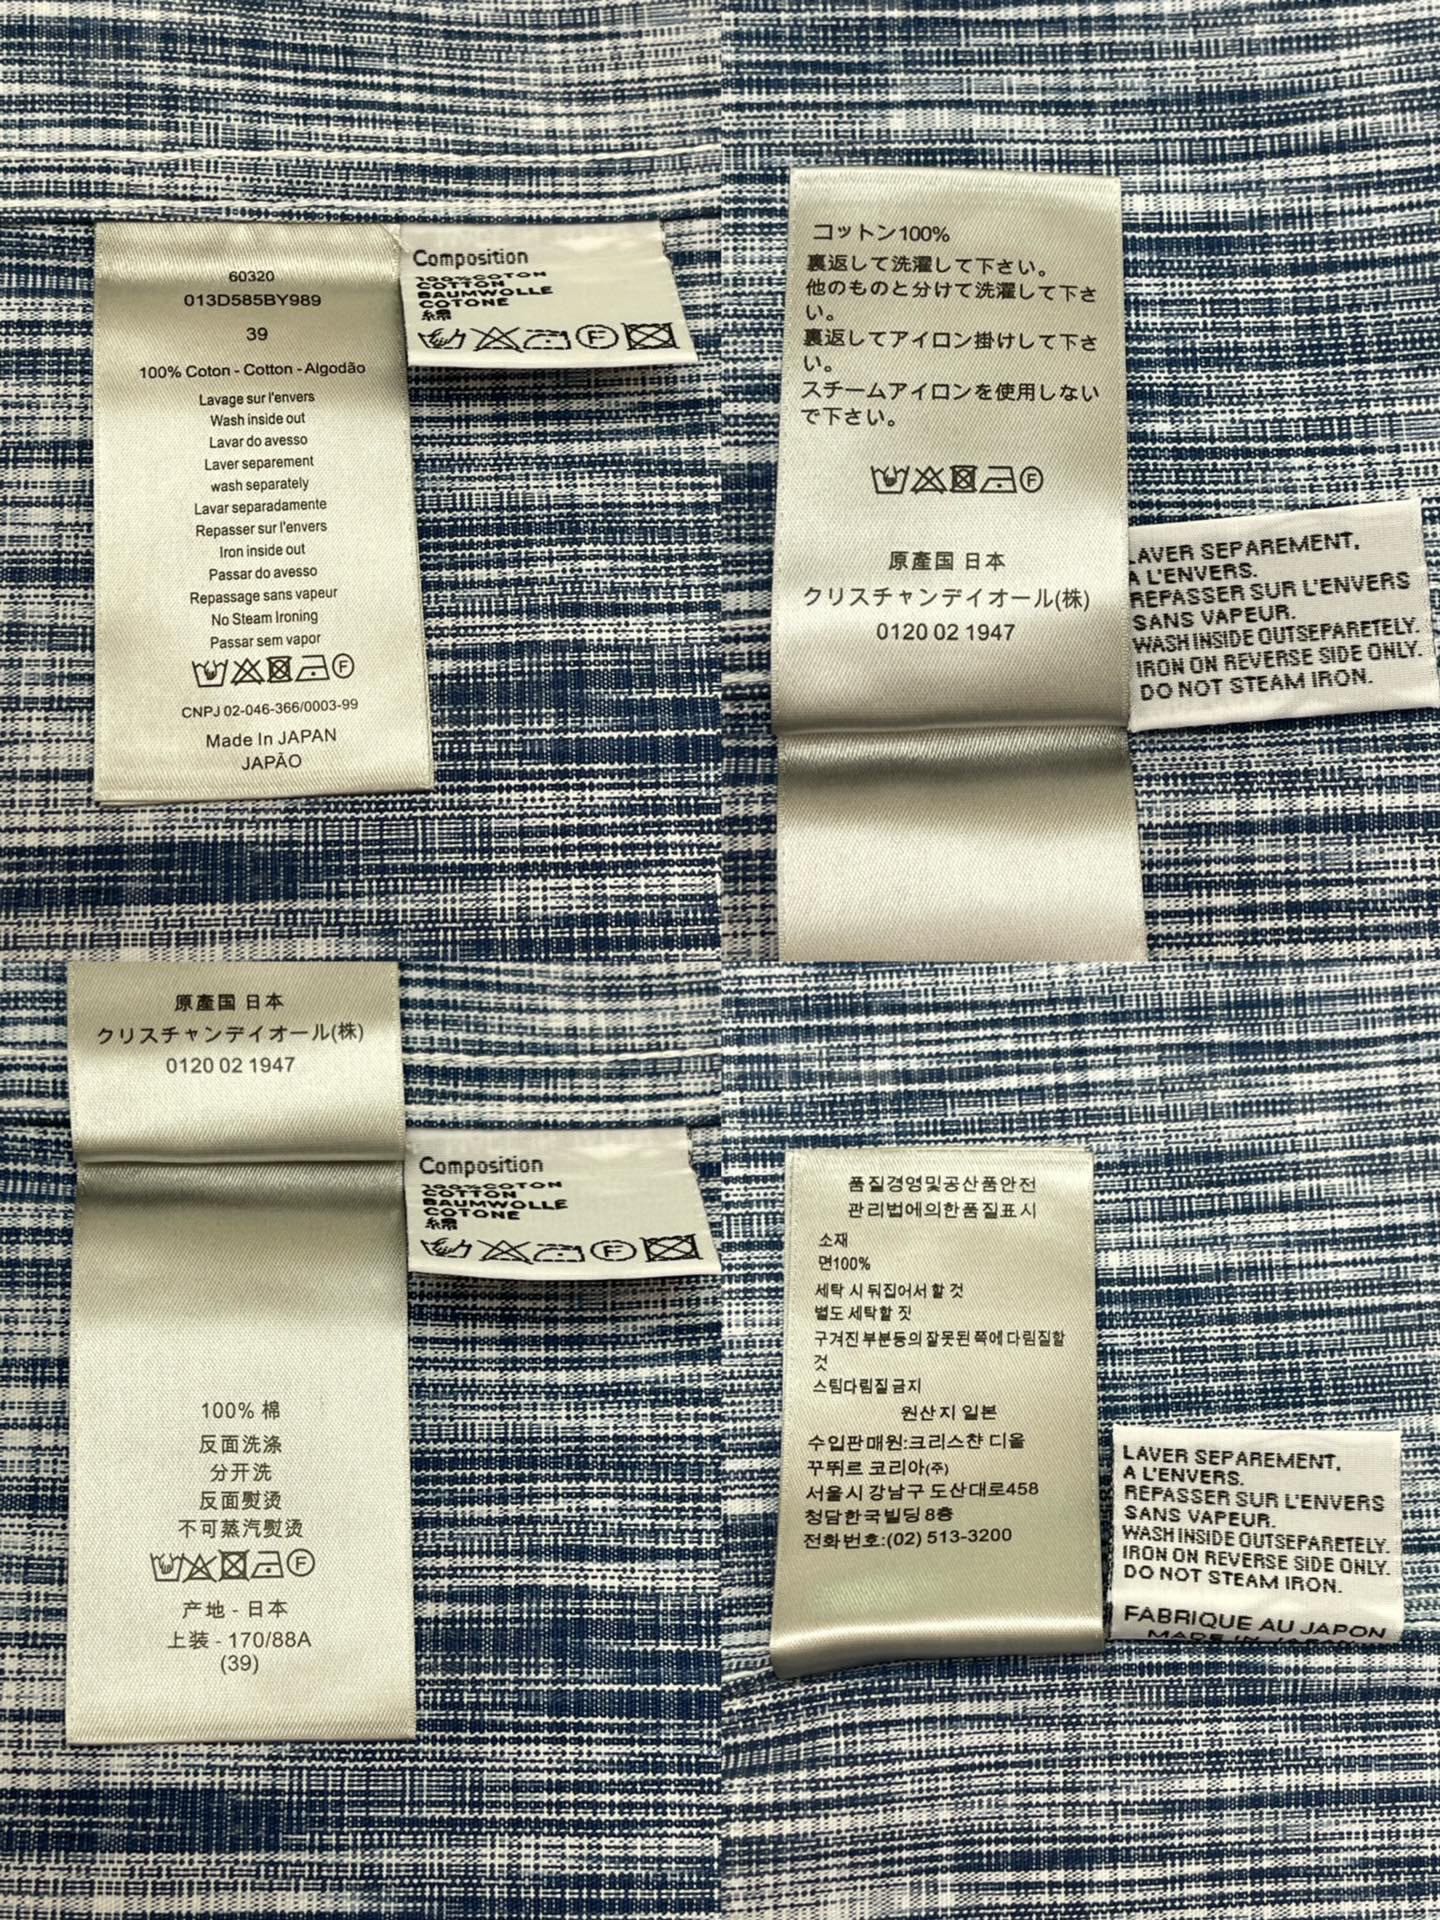 60320
013D585BY989
39
100% Coton - Cotton - Algodão
Lavage sur l'envers
Wash inside out
Lavar do avesso
Laver separement
wash separately
Lavar separadamente
Repasser sur l'envers
Iron inside out
Passar do avesso
Repassage sans vapeur
No Steam Ironing
Passar sem vapor
F
CNPJ 02-046-366/0003-99
Made In JAPAN
JAPÃO
Composition
100%COTON
COTTON
BAUMWOLLE
COTONE
綿
F
コットン100%
裏返して洗濯して下さい。
他のものと分けて洗濯して下さ
い。
裏返してアイロン掛けして下さ
い。
スチームアイロンを使用しない
で下さい。
F
原產国 日本
クリスチャンディオール(株)
0120 02 1947
LAVER SEPAREMENT,
A L'ENVERS.
REPASSER SUR L'ENVERS
SANS VAPEUR.
WASH INSIDE OUTSEPARETELY.
IRON ON REVERSE SIDE ONLY.
DO NOT STEAM IRON.
原產国 日本
クリスチャンディオール(株)
0120 02 1947
100% 棉
反面洗涤
分开洗
反面熨烫
不可蒸汽熨烫
F
产地 - 日本
上装 - 170/88A
(39)
Composition
100%COTON
COTTON
BAUMWOLLE
COTONE
綿
F
품질경영및공산품안전
관리법에의한품질표시
소재
면100%
세탁 시 뒤집어서 할 것
별도 세탁할 짓
구겨진 부분등의 잘못된 쪽에 다림질할
것
스팀다림질 금지
원산지 일본
수입판매원:크리스챤 디올
꾸뛰르 코리아(주)
서울시 강남구 도산대로458
청담한국빌딩 8층
전화번호:(02) 513-3200
LAVER SEPAREMENT,
A L'ENVERS.
REPASSER SUR L'ENVERS
SANS VAPEUR.
WASH INSIDE OUTSEPARETELY.
IRON ON REVERSE SIDE ONLY.
DO NOT STEAM IRON.
FABRIQUE AU JAPON
MADE IN JAPAN